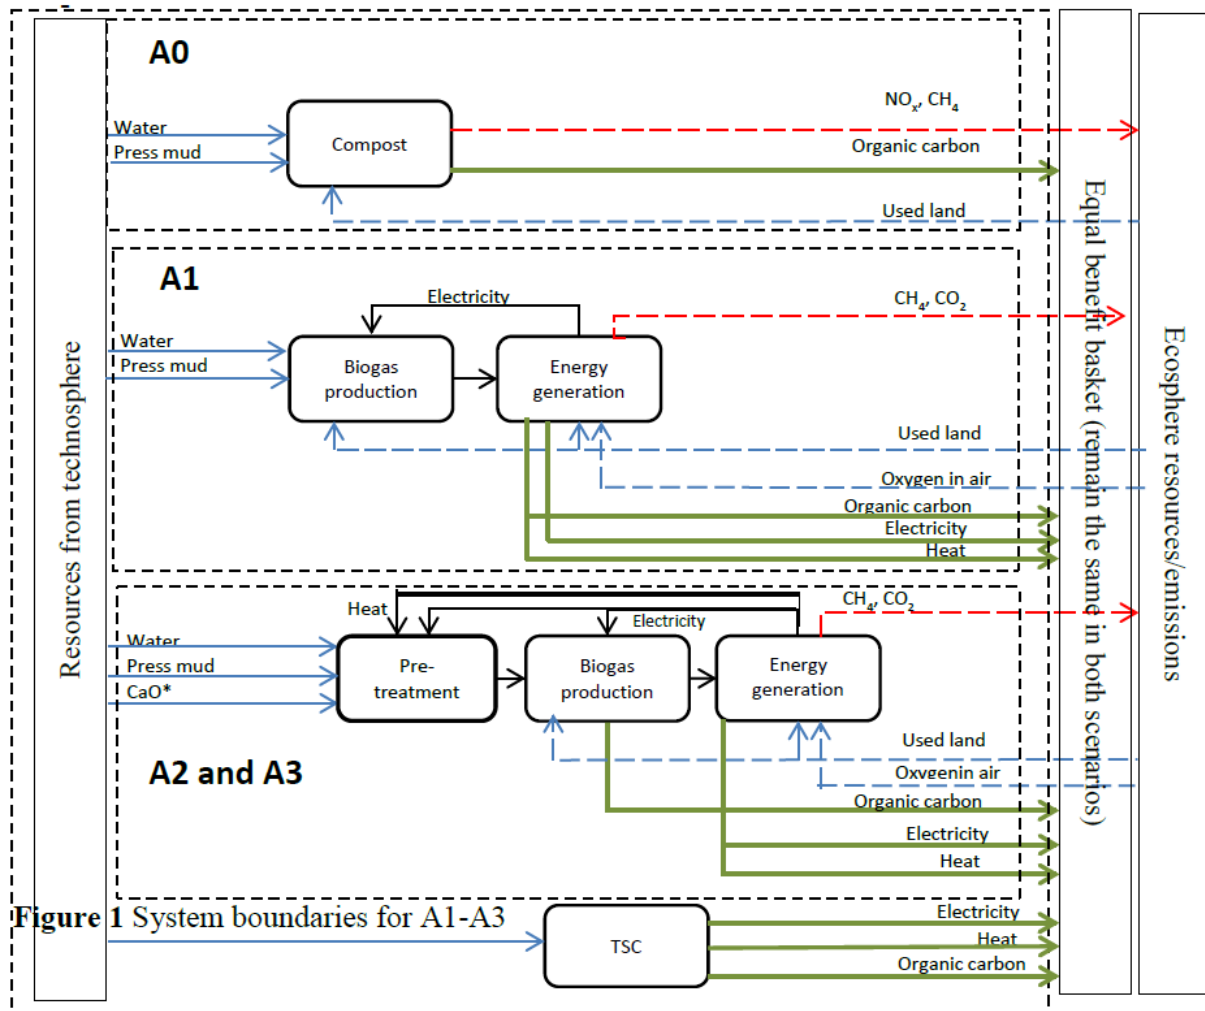 A0
NOx, CH4
Water
Press mud
Compost
Organic carbon
Used land
A1
Electricity
CH4, CO2
Water
Press mud
Biogas
production
Energy
generation
Used land
Oxygen in air
Organic carbon
Electricity
Heat
Heat
Electricity
CH4, CO2
Water
Press mud
CaO*
Pre-
treatment
Biogas
production
Energy
generation
A2 and A3
Used land
Oxygenin air
Organic carbon
Electricity
Heat
Figure 1 System boundaries for A1-A3
TSC
Electricity
Heat
Organic carbon
Resources from technosphere
Equal benefit basket (remain the same in both scenarios)
Ecosphere resources/emissions